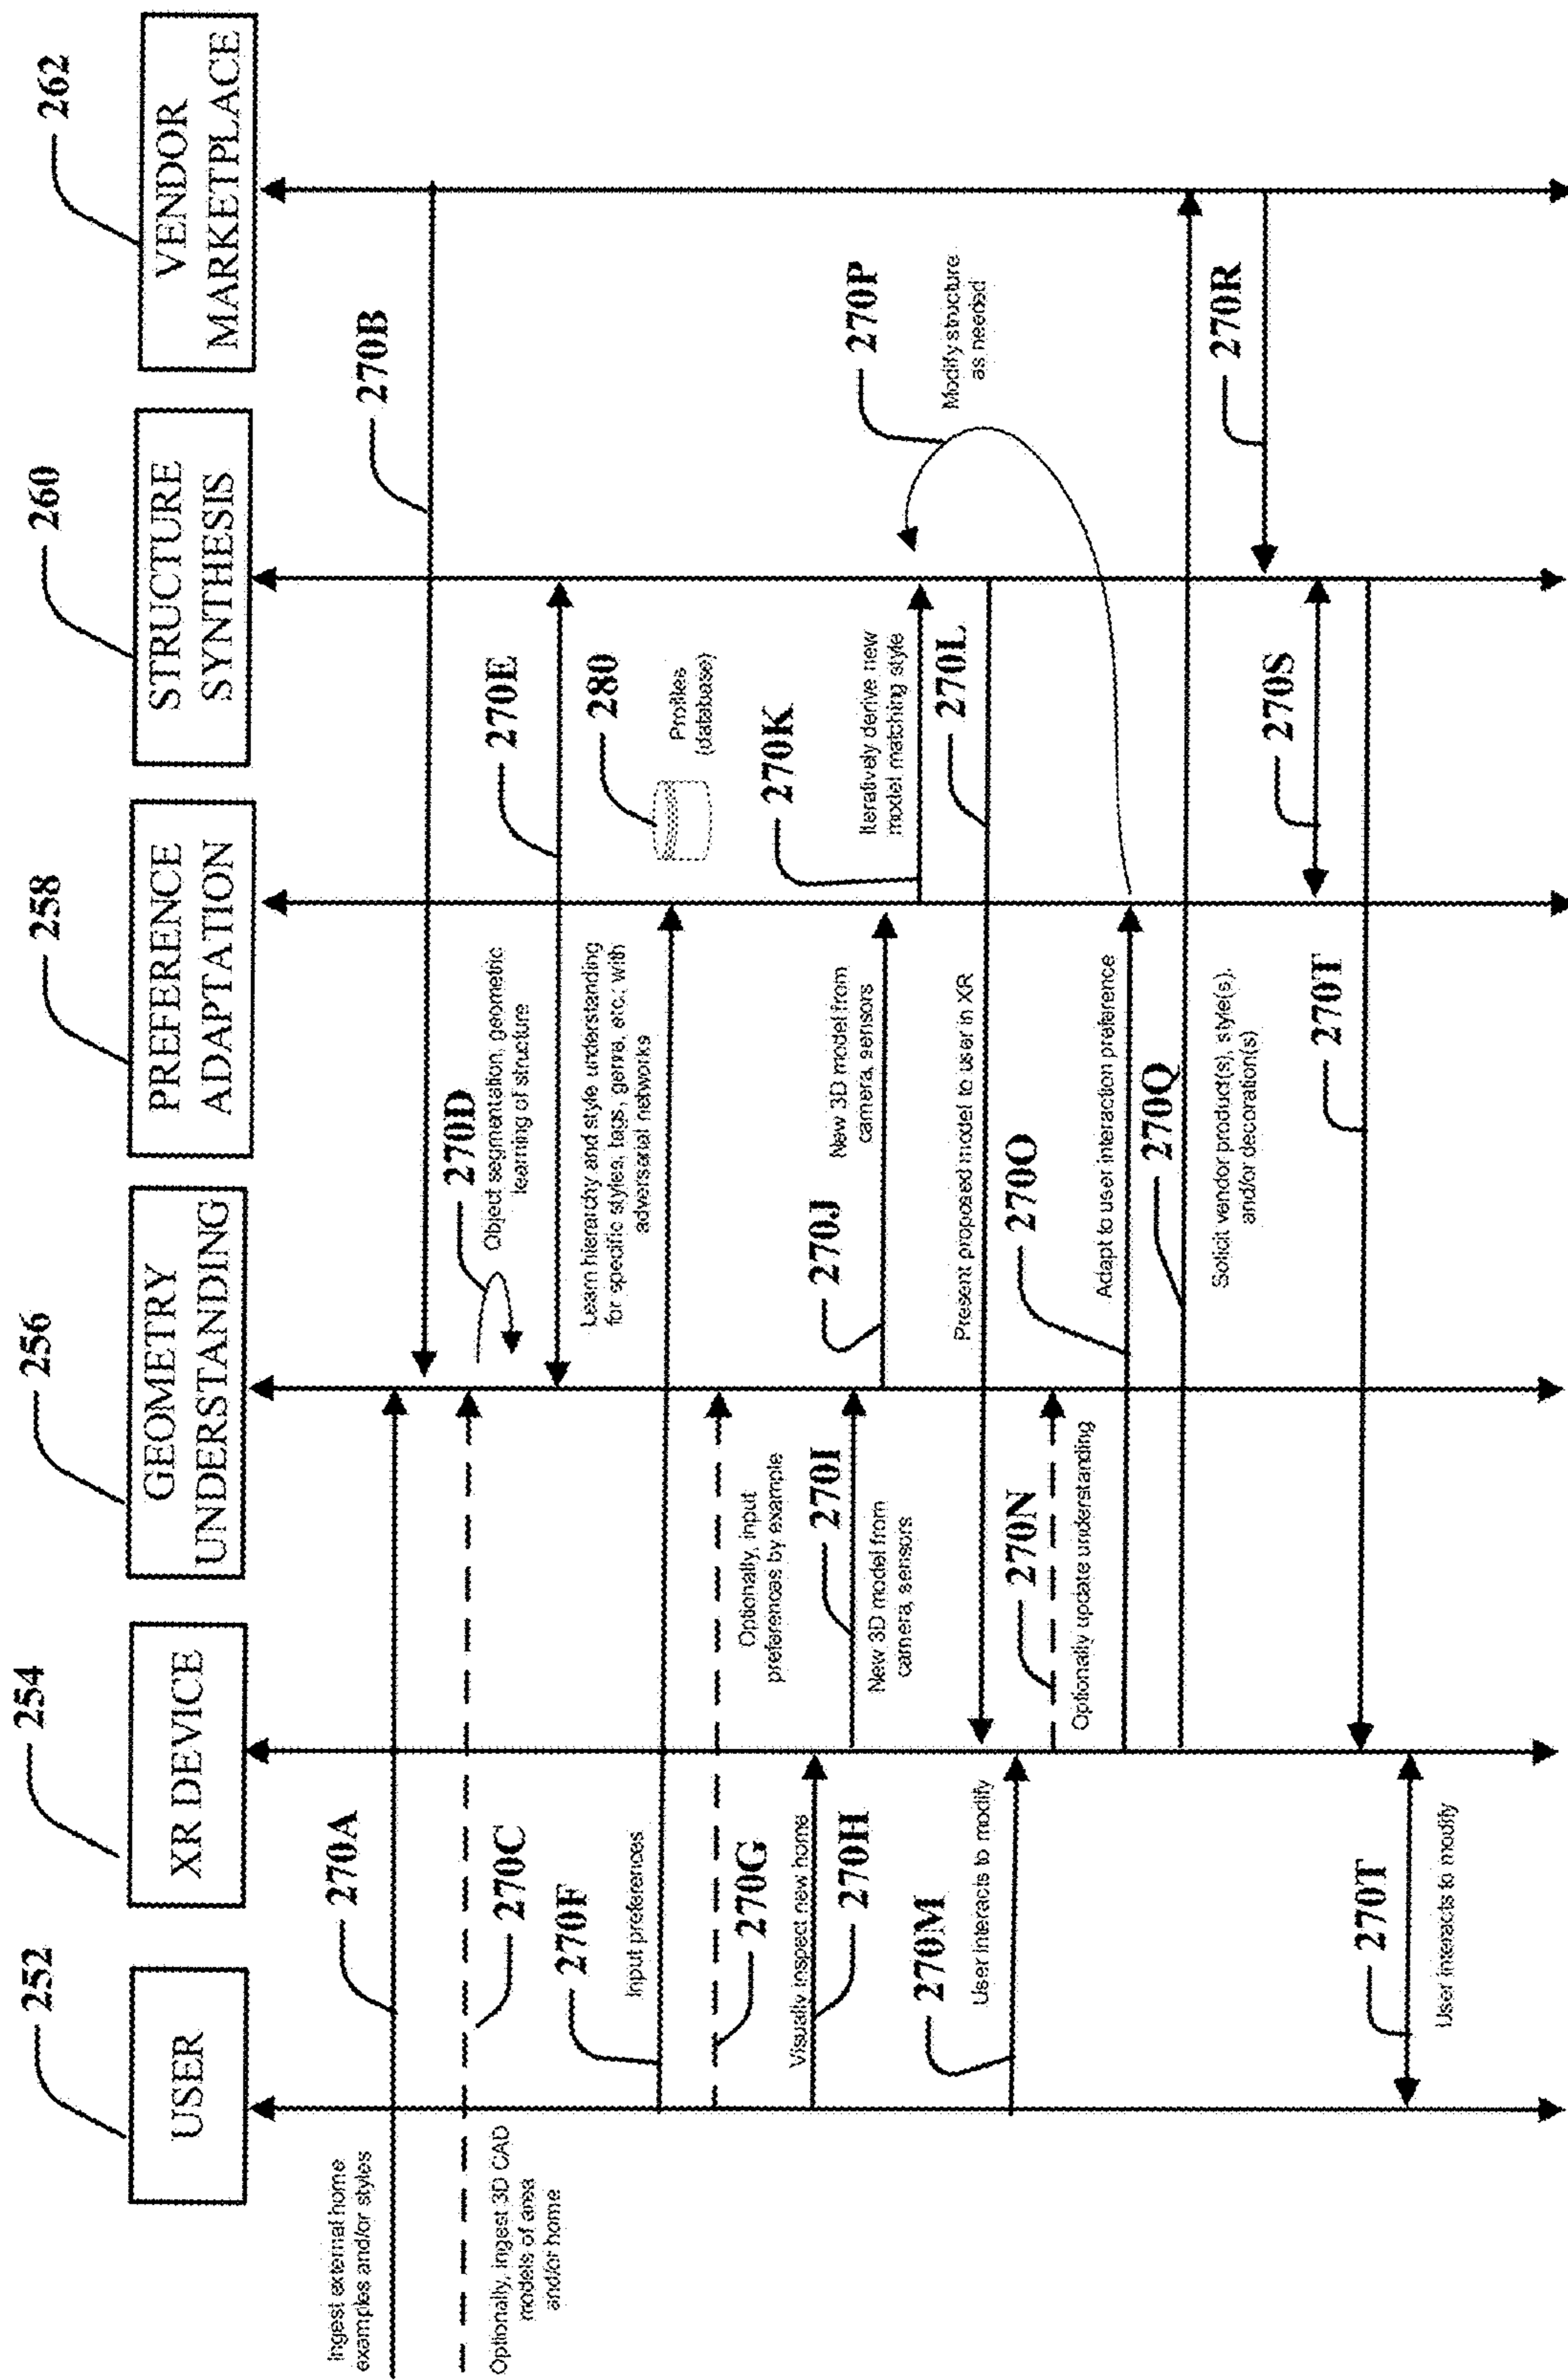 252
USER
254
XR DEVICE
256
GEOMETRY
UNDERSTANDING
258
PREFERENCE
ADAPTATION
260
STRUCTURE
SYNTHESIS
262
VENDOR
MARKETPLACE
Ingest external home
examples and/or styles
270A
270B
Optionally, ingest 3D CAD
models of area
and/or home
270C
270D
Object segmentation, geometric
learning of structure
270E
Learn hierarchy and style understanding
for specific styles, tags, genre, etc., with
adversarial networks
280
Profiles
(database)
270F
Input preferences
270G
Optionally, input
preferences by example
Visually inspect new home
270H
270I
New 3D model from
camera, sensors
270J
New 3D model from
camera, sensors
270K
Iteratively derive new
model matching style
270L
Present proposed model to user in XR
270M
User interacts to modify
270N
Optionally update understanding
270O
Adapt to user interaction preference
270P
Modify structure
as needed
270Q
Solicit vendor product(s), style(s),
and/or decoration(s)
270R
270S
270T
270T
User interacts to modify